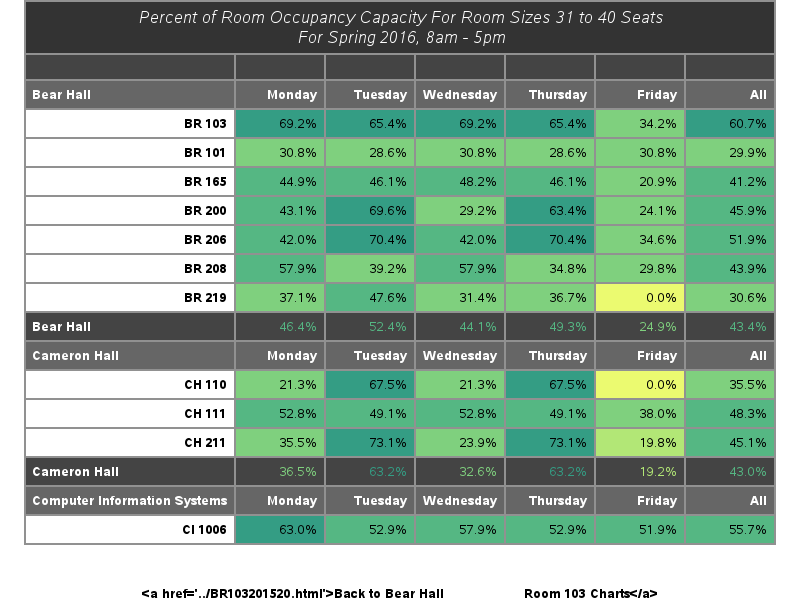 Percent of Room Occupancy Capacity For Room Sizes 31 to 40 Seats
For Spring 2016, 8am - 5pm
Bear Hall Monday Tuesday Wednesday Thursday Friday All
BR 103 69.2% 65.4% 69.2% 65.4% 34.2% 60.7%
BR 101 30.8% 28.6% 30.8% 28.6% 30.8% 29.9%
BR 165 44.9% 46.1% 48.2% 46.1% 20.9% 41.2%
BR 200 43.1% 69.6% 29.2% 63.4% 24.1% 45.9%
BR 206 42.0% 70.4% 42.0% 70.4% 34.6% 51.9%
BR 208 57.9% 39.2% 57.9% 34.8% 29.8% 43.9%
BR 219 37.1% 47.6% 31.4% 36.7% 0.0% 30.6%
Bear Hall 46.4% 52.4% 44.1% 49.3% 24.9% 43.4%
Cameron Hall Monday Tuesday Wednesday Thursday Friday All
CH 110 21.3% 67.5% 21.3% 67.5% 0.0% 35.5%
CH 111 52.8% 49.1% 52.8% 49.1% 38.0% 48.3%
CH 211 35.5% 73.1% 23.9% 73.1% 19.8% 45.1%
Cameron Hall 36.5% 63.2% 32.6% 63.2% 19.2% 43.0%
Computer Information Systems Monday Tuesday Wednesday Thursday Friday All
CI 1006 63.0% 52.9% 57.9% 52.9% 51.9% 55.7%
<a href='../BR103201520.html'>Back to Bear Hall Room 103 Charts</a>